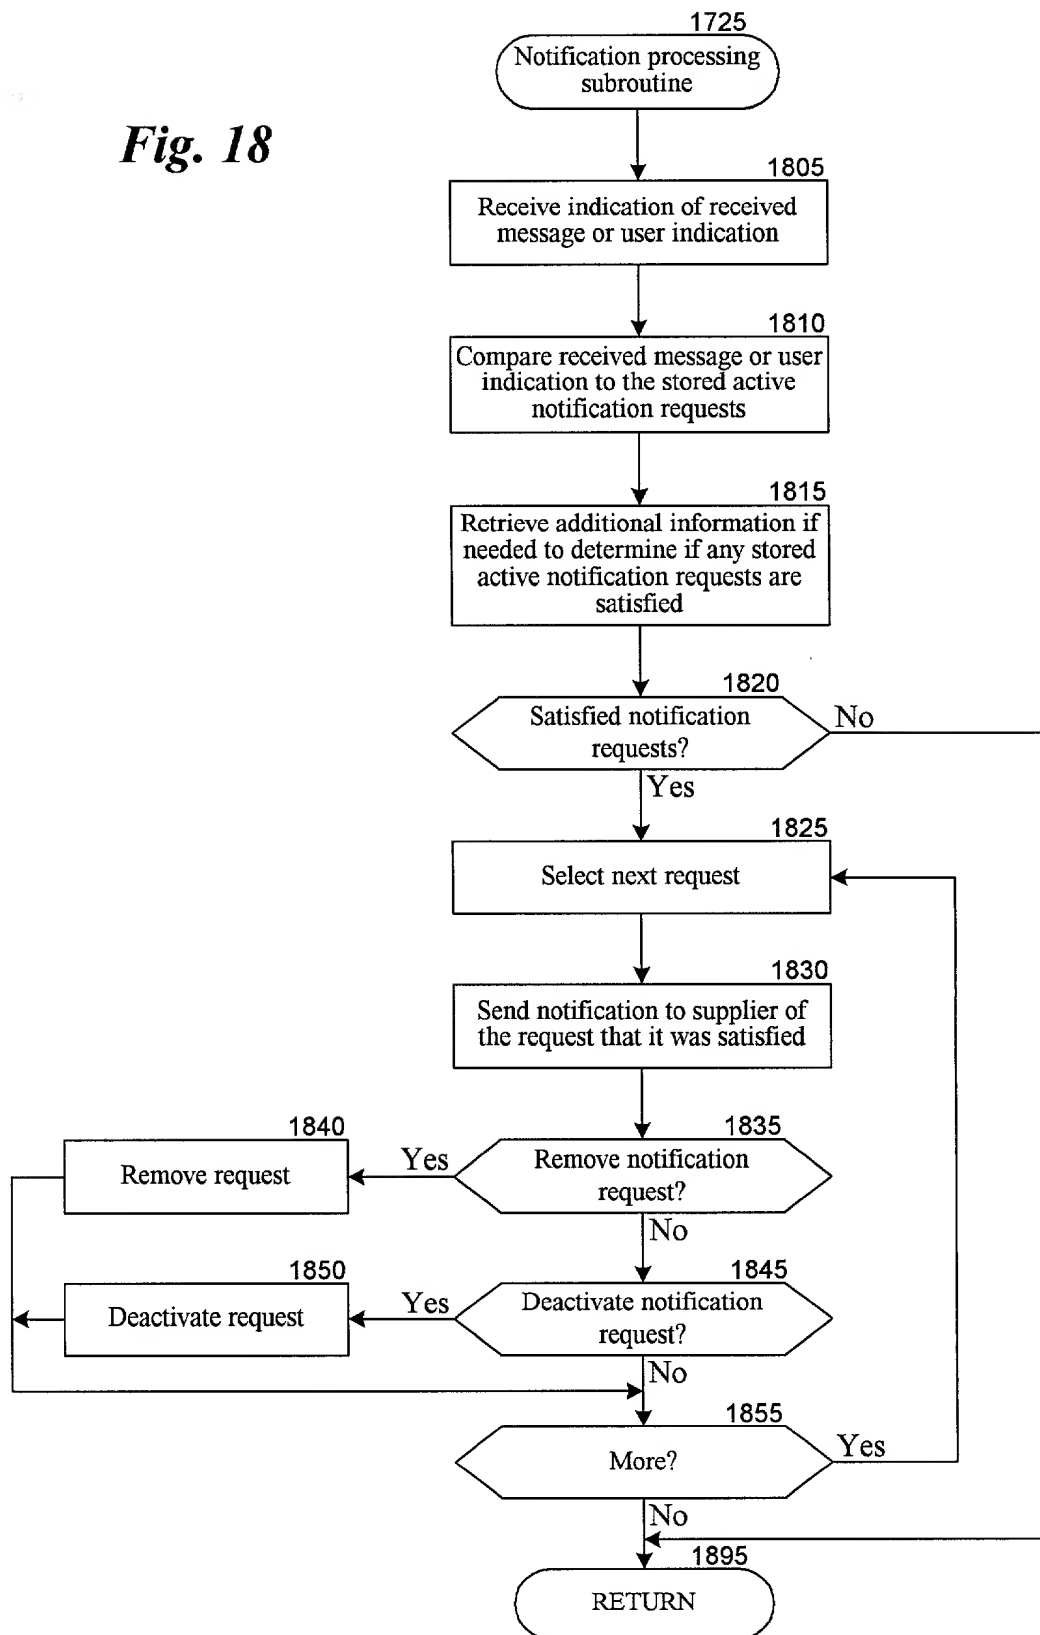 1725
Notification processing
subroutine
Fig. 18
1805
Receive indication of received
message or user indication
1810
Compare received message or user
indication to the stored active
notification requests
1815
Retrieve additional information if
needed to determine if any stored
active notification requests are
satisfied
1820
Satisfied notification
requests?
No
Yes
1825
Select next request
1830
Send notification to supplier of
the request that it was satisfied
1840
Remove request
Yes
1835
Remove notification
request?
No
1850
Deactivate request
Yes
1845
Deactivate notification
request?
No
1855
More?
Yes
No
1895
RETURN